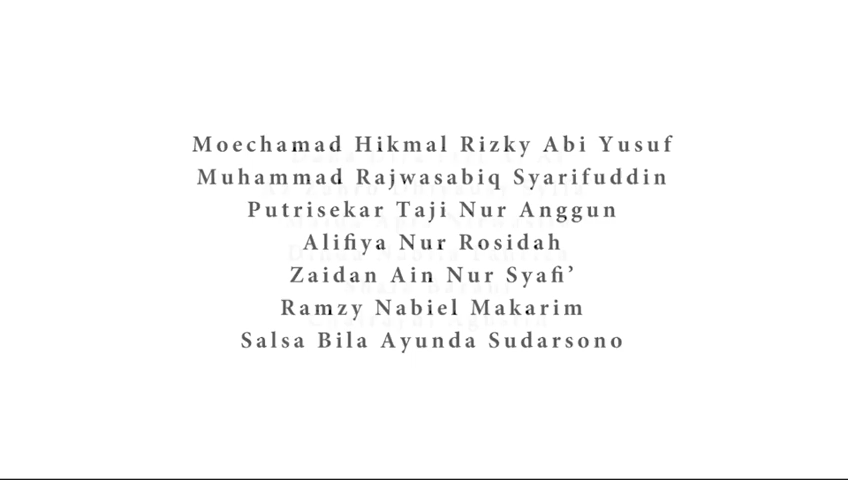 Moechamad Hikmal Rizky Abi Yusuf
Muhammad Rajwasabiq Syarifuddin
Putrisekar Taji Nur Anggun
Alifiya Nur Rosidah
Zaidan Ain Nur Syafi’
Ramzy Nabiel Makarim
Salsa Bila Ayunda Sudarsono